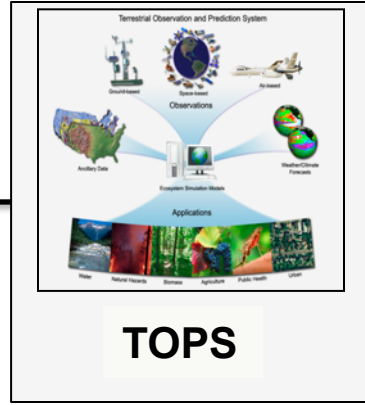 Terrestrial Observation and Prediction System
Ground-based
Space-based
Air-based
Observations
Ancillary Data
Weather/Climate
Forecasts
Ecosystem Simulation Models
Applications
Water
Natural Hazards
Biomass
Agriculture
Public Health
Urban
TOPS